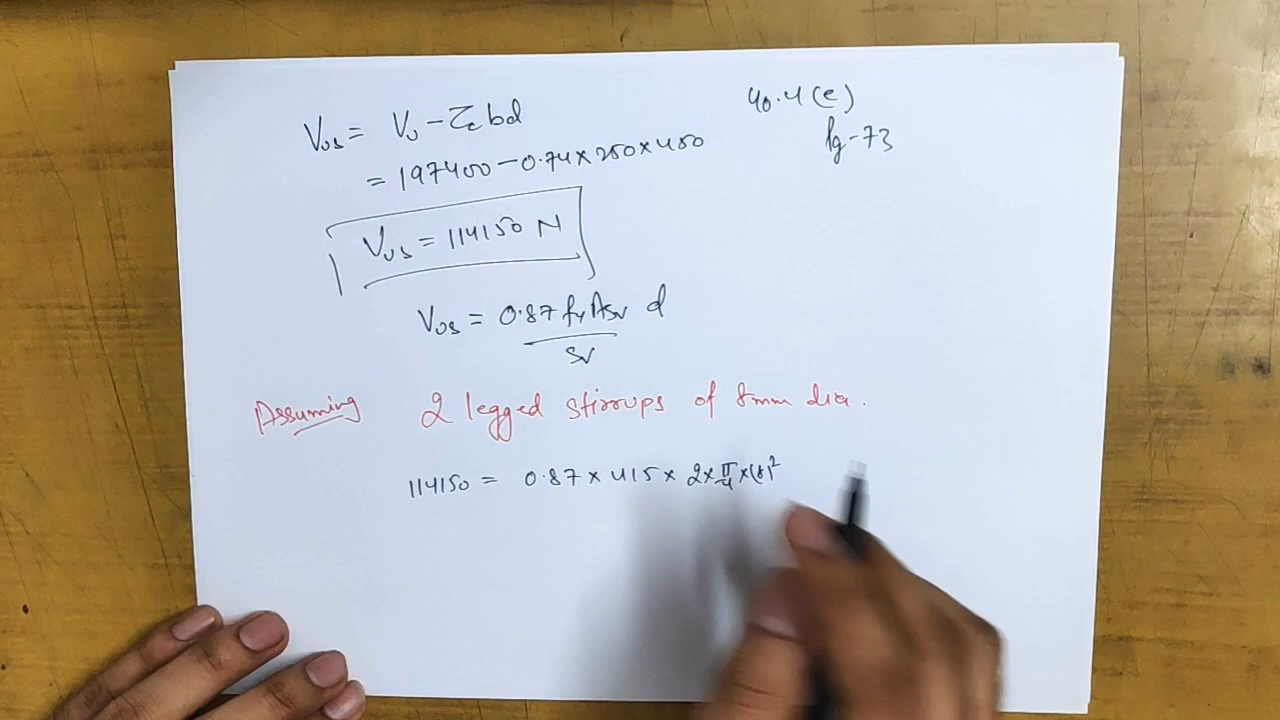 Vus = Vu - τc bd
= 197400 - 0.74 × 250 × 450
Vus = 114150 N
Vus = 0.87 fy Asv d
Sv
Assuming 2 legged stirrups of 8mm dia.
114150 = 0.87 × 415 × 2 × π/4 × (8)²
40.4 (c)
Pg-73